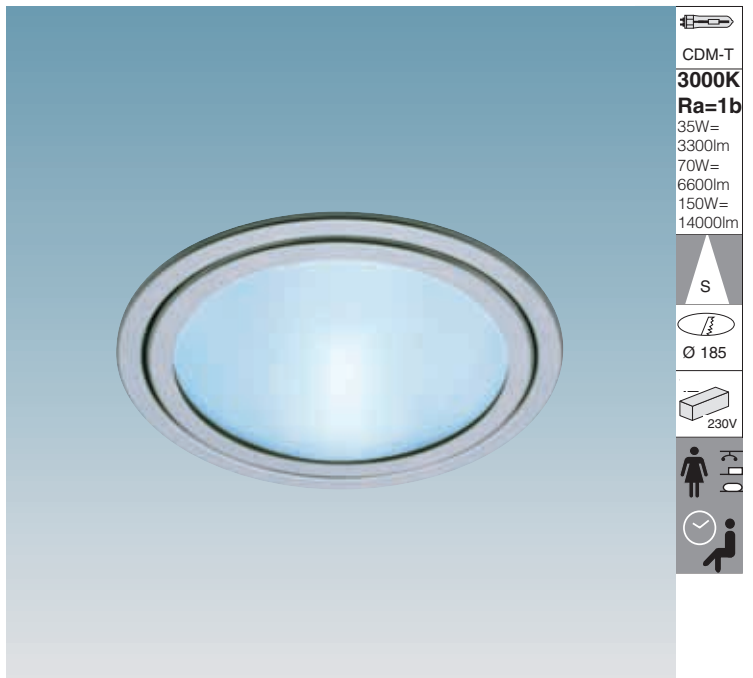 CDM-T
3000K
Ra=1b
35W=
3300lm
70W=
6600lm
150W=
14000lm
S
Ø 185
230V